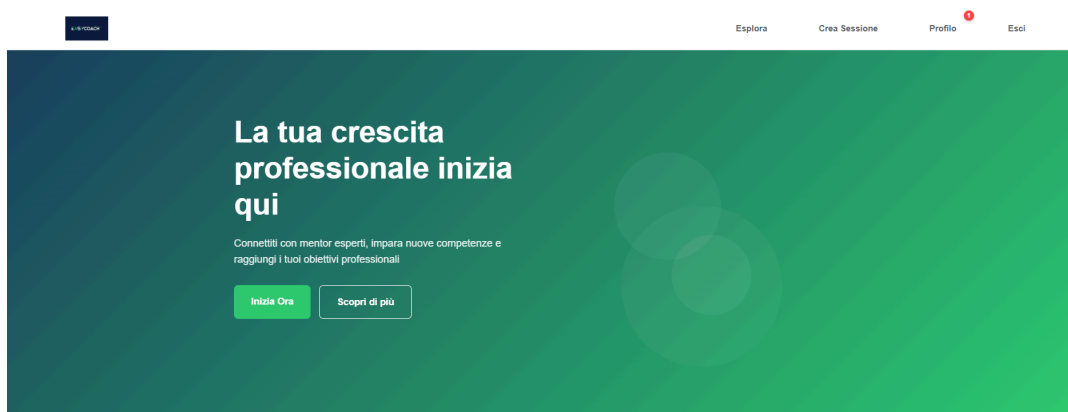 Esplora
Crea Sessione
Profilo
1
Esci
La tua crescita
professionale inizia
qui
Connettiti con mentor esperti, impara nuove competenze e
raggiungi i tuoi obiettivi professionali
Inizia Ora
Scopri di più